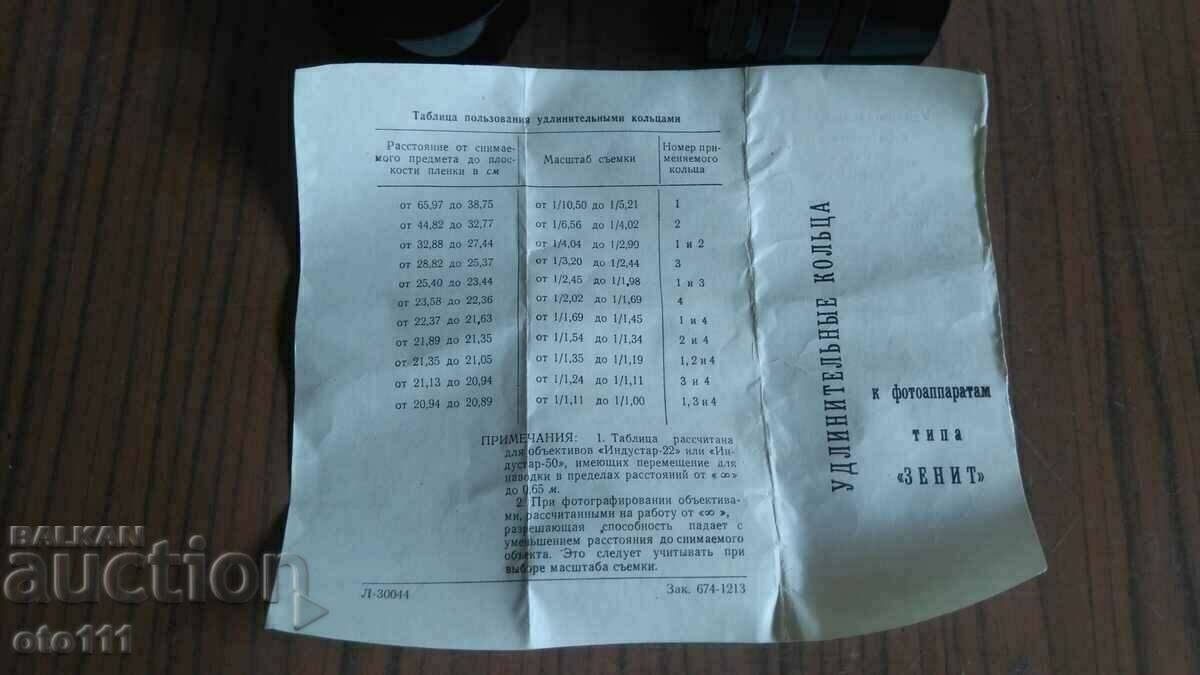 Таблица пользования удлинительными кольцами
Расстояние от снимае-
мого предмета до плос-
кости пленки в см
Масштаб съемки
Номер при-
меняемого
кольца
от 65,97 до 38,75 от 1/10,50 до 1/5,21 1
от 44,82 до 32,77 от 1/6,56 до 1/4,02 2
от 32,88 до 27,44 от 1/4,04 до 1/2,90 1 и 2
от 28,82 до 25,37 от 1/3,20 до 1/2,44 3
от 25,40 до 23,44 от 1/2,45 до 1/1,98 1 и 3
от 23,58 до 22,36 от 1/2,02 до 1/1,69 4
от 22,37 до 21,63 от 1/1,69 до 1/1,45 1 и 4
от 21,89 до 21,35 от 1/1,54 до 1/1,34 2 и 4
от 21,35 до 21,05 от 1/1,35 до 1/1,19 1, 2 и 4
от 21,13 до 20,94 от 1/1,24 до 1/1,11 3 и 4
от 20,94 до 20,89 от 1/1,11 до 1/1,00 1, 3 и 4
ПРИМЕЧАНИЯ: 1. Таблица рассчитана
для объективов «Индустар-22» или «Ин-
дустар-50», имеющих перемещение для
наводки в пределах расстояний от «∞»
до 0,65 м.
2. При фотографировании объектива-
ми, рассчитанными на работу от «∞»,
разрешающая способность падает с
уменьшением расстояния до снимаемого
объекта. Это следует учитывать при
выборе масштаба съемки.
Л-30044 Зак. 674-1213
УДЛИНИТЕЛЬНЫЕ КОЛЬЦА
к фотоаппаратам
типа
«ЗЕНИТ»
BALKAN
auction
oto111